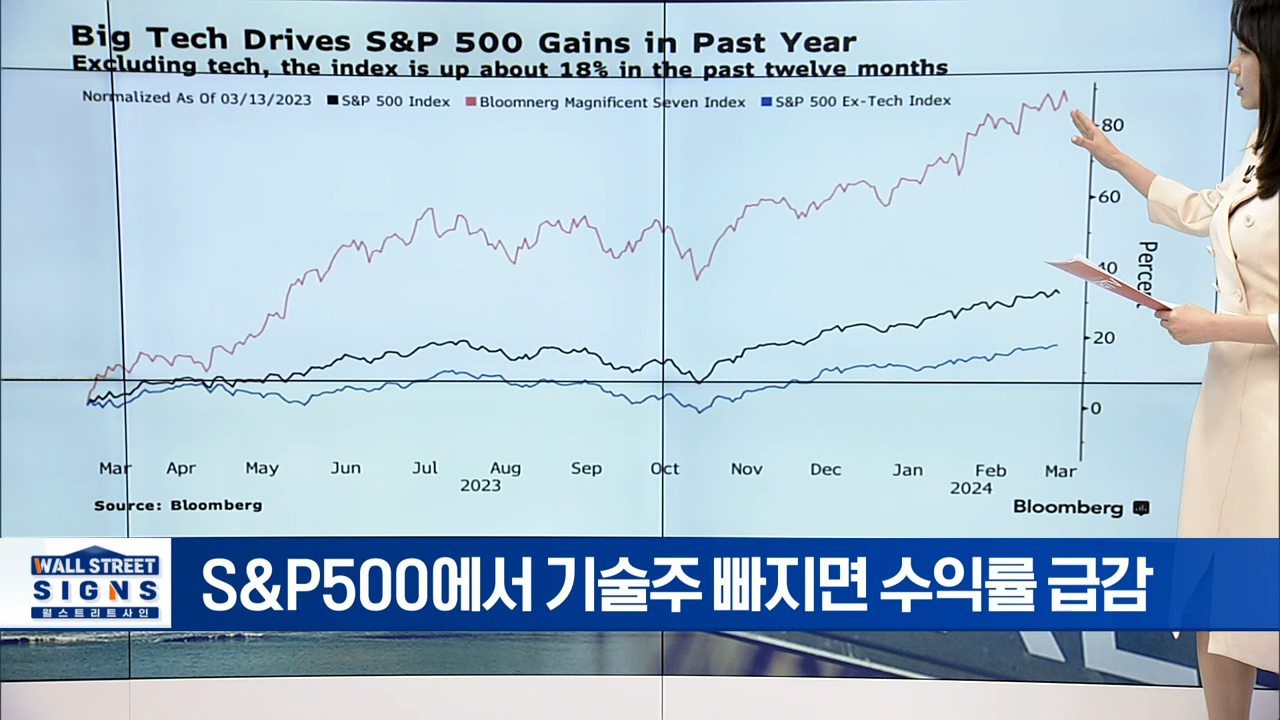 Big Tech Drives S&P 500 Gains in Past Year
Excluding tech, the index is up about 18% in the past twelve months
Normalized As Of 03/13/2023 S&P 500 Index Bloomnerg Magnificent Seven Index S&P 500 Ex-Tech Index
80
60
40
Percen
20
0
Mar Apr May Jun Jul Aug Sep Oct Nov Dec Jan Feb Mar
2023 2024
Source: Bloomberg
Bloomberg
WALL STREET
SIGNS
월스트리트사인
S&P500에서 기술주 빠지면 수익률 급감